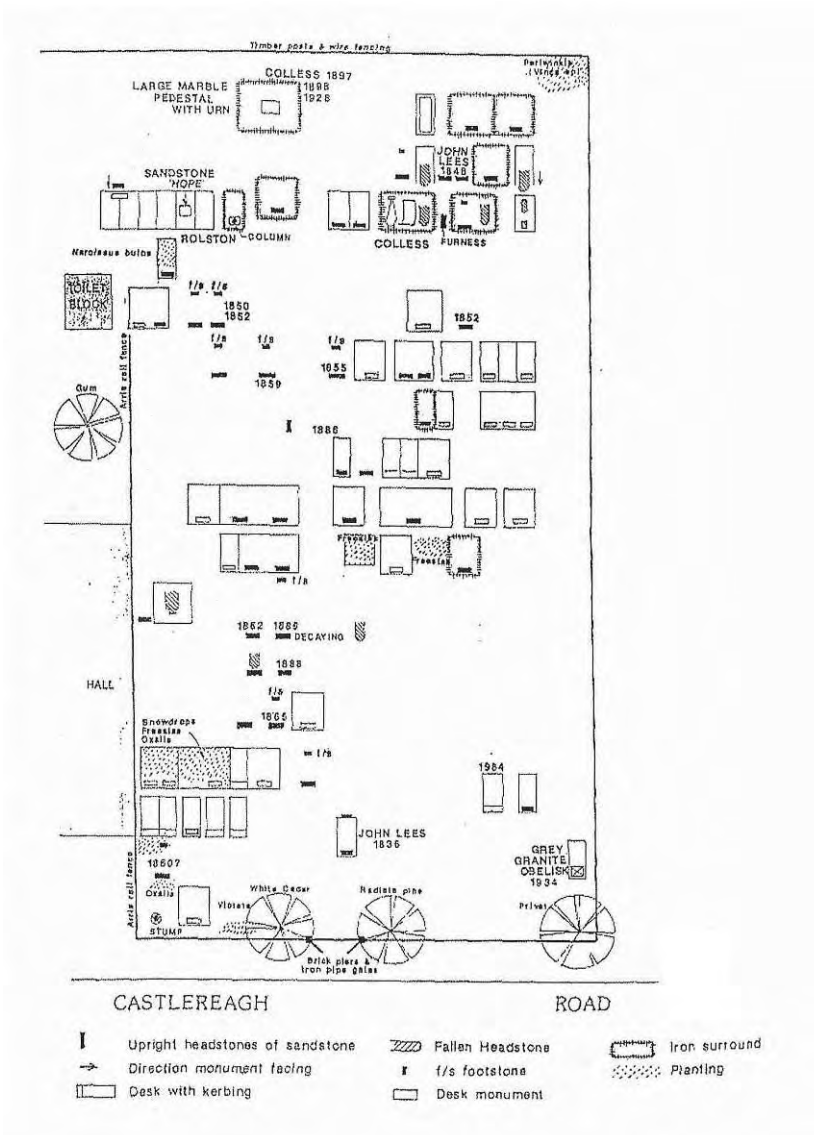 Timber posts & wire fencing
Periwinkle
COLLESS 1897
1898
1928
LARGE MARBLE
PEDESTAL
WITH URN
JOHN
LEES
1848
SANDSTONE
'HOPE'
ROLSTON
COLUMN
COLLESS
FURNESS
Narcissus bulbs
TOILET
BLOCK
f/s f/s
1850
1852
1852
f/s
f/s
f/s
1855
1859
Arris rail fence
Gum
1886
Freesias
Freesias
f/s
1862 1889
DECAYING
1888
HALL
f/s
1865
Snowdrops
Freesias
Oxalis
f/s
1984
JOHN LEES
1836
GREY
GRANITE
OBELISK
1934
Arris rail fence
1860?
Oxalis
STUMP
Violets
White Cedar
Radiata pine
Privet
Brick piers &
iron pipe gates
CASTLEREAGH ROAD
Upright headstones of sandstone
Fallen Headstone
Iron surround
Direction monument facing
f/s footstone
Planting
Desk with kerbing
Desk monument